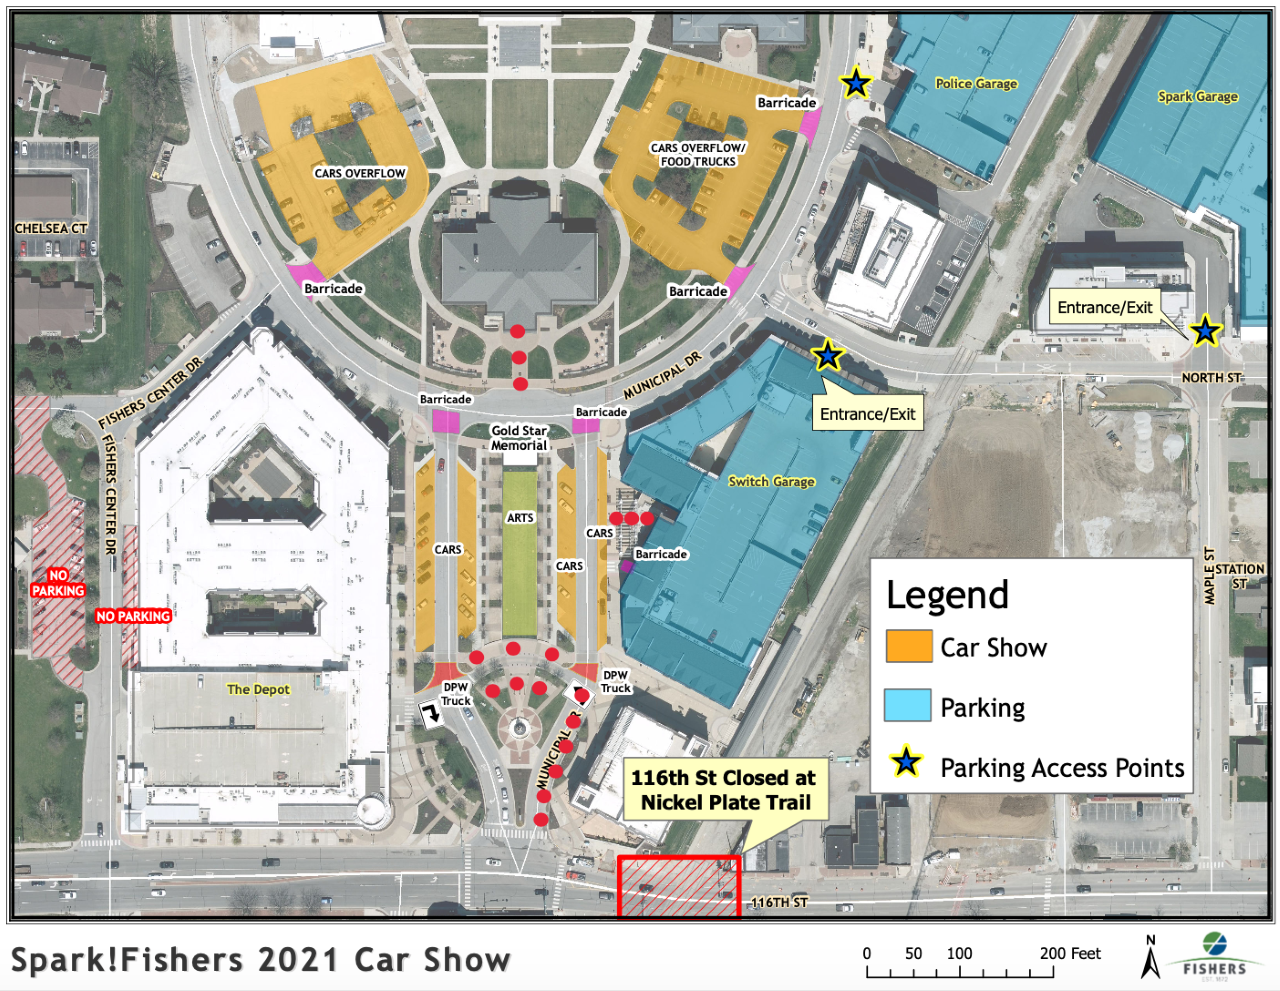 Police Garage
Spark Garage
Barricade
CARS OVERFLOW/
FOOD TRUCKS
CARS OVERFLOW
CHELSEA CT
Barricade
Barricade
Entrance/Exit
FISHERS CENTER DR
MUNICIPAL DR
NORTH ST
Barricade
Barricade
Entrance/Exit
Gold Star
Memorial
FISHERS CENTER DR
Switch Garage
ARTS
CARS
CARS
CARS
Barricade
MAPLE ST
STATION
ST
NO
PARKING
NO PARKING
The Depot
DPW
Truck
DPW
Truck
MUNICIPAL DR
116th St Closed at
Nickel Plate Trail
116TH ST
Legend
Car Show
Parking
Parking Access Points
Spark!Fishers 2021 Car Show
0 50 100 200 Feet
N
FISHERS
EST. 1872